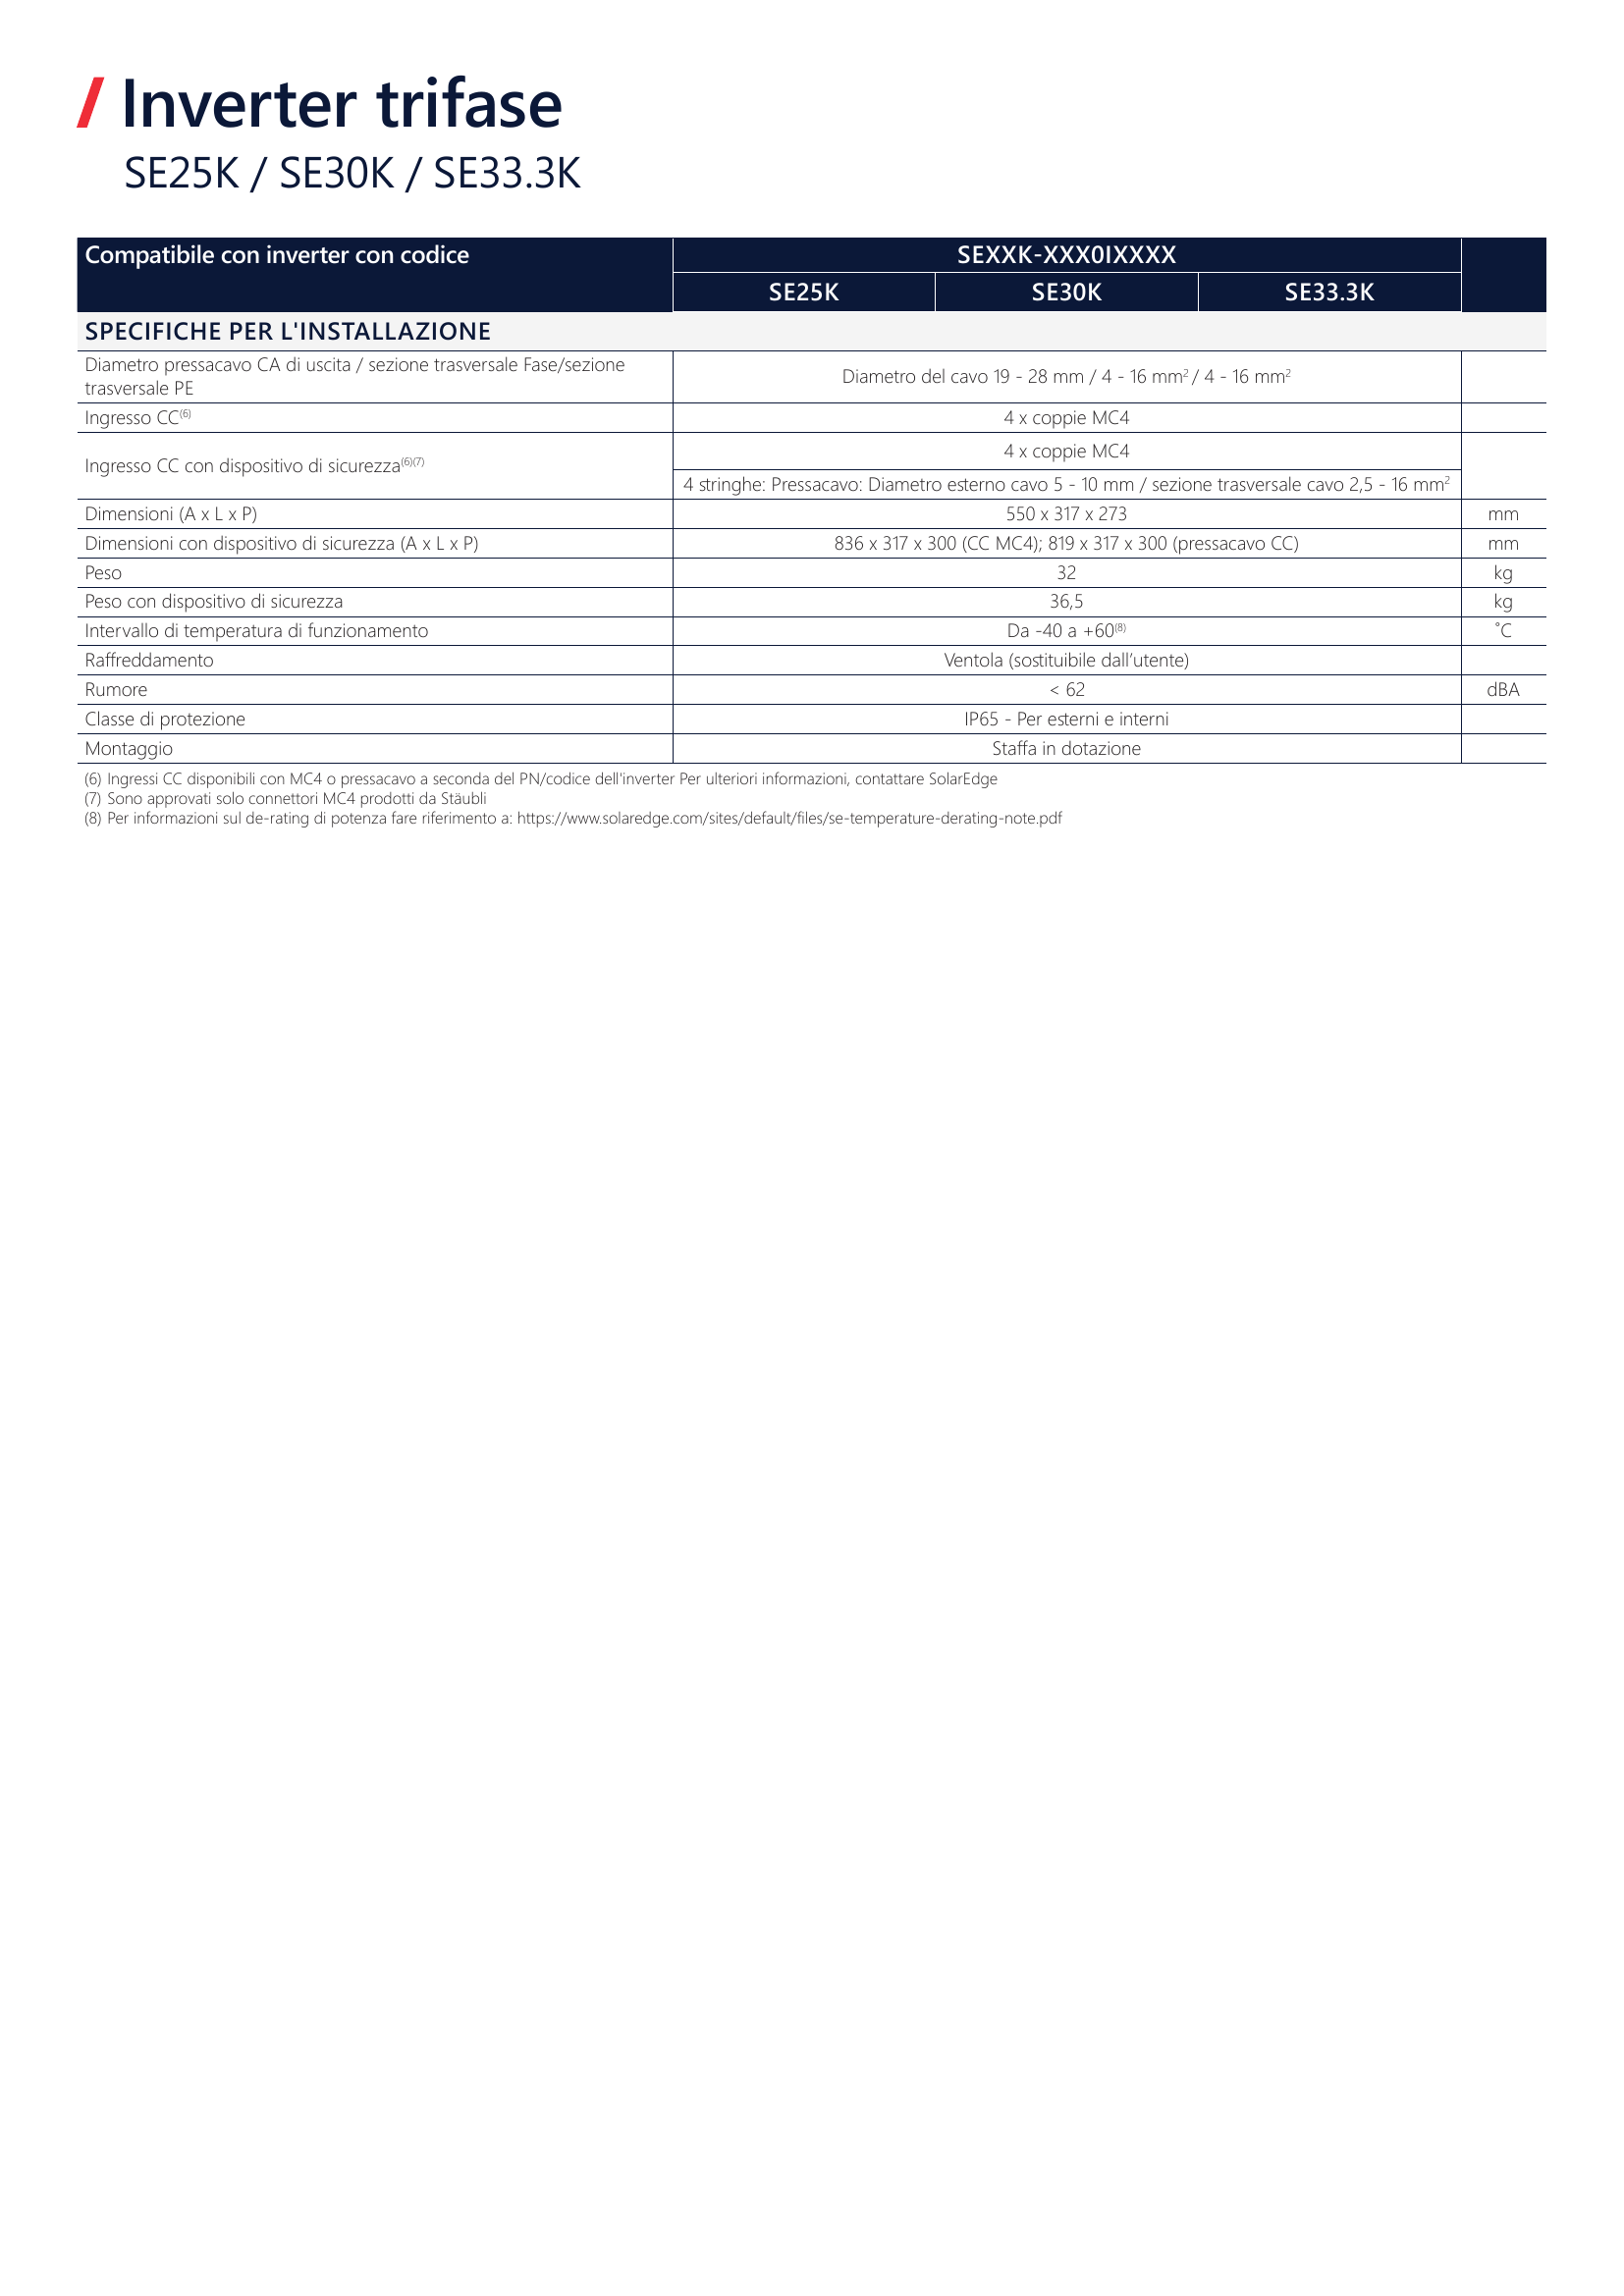 / Inverter trifase
SE25K / SE30K / SE33.3K
Compatibile con inverter con codice
SEXXK-XXX0IXXXX
SE25K SE30K SE33.3K
SPECIFICHE PER L'INSTALLAZIONE
Diametro pressacavo CA di uscita / sezione trasversale Fase/sezione
trasversale PE
Diametro del cavo 19 - 28 mm / 4 - 16 mm² / 4 - 16 mm²
Ingresso CC(6) 4 x coppie MC4
Ingresso CC con dispositivo di sicurezza(6)(7)
4 x coppie MC4
4 stringhe: Pressacavo: Diametro esterno cavo 5 - 10 mm / sezione trasversale cavo 2,5 - 16 mm²
Dimensioni (A x L x P) 550 x 317 x 273 mm
Dimensioni con dispositivo di sicurezza (A x L x P) 836 x 317 x 300 (CC MC4); 819 x 317 x 300 (pressacavo CC) mm
Peso 32 kg
Peso con dispositivo di sicurezza 36,5 kg
Intervallo di temperatura di funzionamento Da -40 a +60(8) ˚C
Raffreddamento Ventola (sostituibile dall’utente)
Rumore < 62 dBA
Classe di protezione IP65 - Per esterni e interni
Montaggio Staffa in dotazione
(6) Ingressi CC disponibili con MC4 o pressacavo a seconda del PN/codice dell'inverter Per ulteriori informazioni, contattare SolarEdge
(7) Sono approvati solo connettori MC4 prodotti da Stäubli
(8) Per informazioni sul de-rating di potenza fare riferimento a: https://www.solaredge.com/sites/default/files/se-temperature-derating-note.pdf